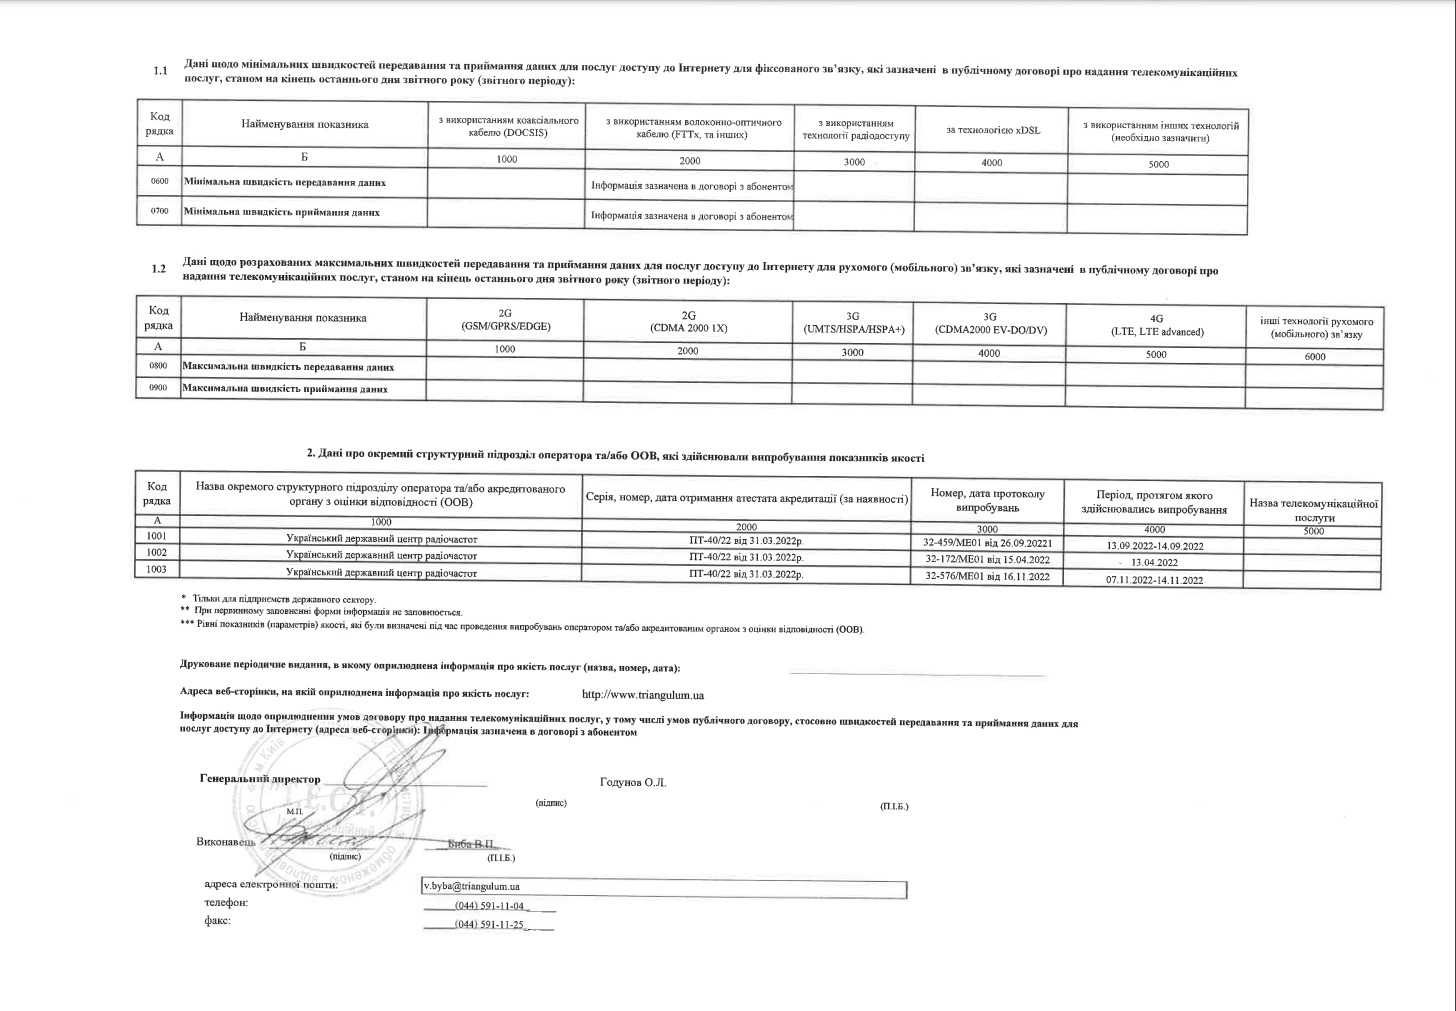 1.1 Дані щодо мінімальних швидкостей передавання та приймання даних для послуг доступу до Інтернету для фіксованого зв’язку, які зазначені в публічному договорі про надання телекомунікаційних
послуг, станом на кінець останнього дня звітного року (звітного періоду):
Код рядка Найменування показника з використанням коаксіального кабелю (DOCSIS) з використанням волоконно-оптичного кабелю (FTTx, та інших) з використанням технології радіодоступу за технологією xDSL з використанням інших технологій (необхідно зазначити)
А Б 1000 2000 3000 4000 5000
0600 Мінімальна швидкість передавання даних Інформація зазначена в договорі з абонентом
0700 Мінімальна швидкість приймання даних Інформація зазначена в договорі з абонентом
1.2 Дані щодо розрахованих максимальних швидкостей передавання та приймання даних для послуг доступу до Інтернету для рухомого (мобільного) зв’язку, які зазначені в публічному договорі про
надання телекомунікаційних послуг, станом на кінець останнього дня звітного року (звітного періоду):
Код рядка Найменування показника 2G (GSM/GPRS/EDGE) 2G (CDMA 2000 1X) 3G (UMTS/HSPA/HSPA+) 3G (CDMA2000 EV-DO/DV) 4G (LTE, LTE advanced) інші технології рухомого (мобільного) зв’язку
А Б 1000 2000 3000 4000 5000 6000
0800 Максимальна швидкість передавання даних
0900 Максимальна швидкість приймання даних
2. Дані про окремий структурний підрозділ оператора та/або ООВ, які здійснювали випробування показників якості
Код рядка Назва окремого структурного підрозділу оператора та/або акредитованого органу з оцінки відповідності (ООВ) Серія, номер, дата отримання атестата акредитації (за наявності) Номер, дата протоколу випробувань Період, протягом якого здійснювались випробування Назва телекомунікаційної послуги
А 1000 2000 3000 4000 5000
1001 Український державний центр радіочастот ПТ-40/22 від 31.03.2022р. 32-459/МЕ01 від 26.09.20221 13.09.2022-14.09.2022
1002 Український державний центр радіочастот ПТ-40/22 від 31.03.2022р. 32-172/МЕ01 від 15.04.2022 - 13.04.2022
1003 Український державний центр радіочастот ПТ-40/22 від 31.03.2022р. 32-576/МЕ01 від 16.11.2022 07.11.2022-14.11.2022
* Тільки для підприємств державного сектору.
** При первинному заповненні форми інформація не заповнюється.
*** Рівні показників (параметрів) якості, які були визначені під час проведення випробувань оператором та/або акредитованим органом з оцінки відповідності (ООВ).
Друковане періодичне видання, в якому оприлюднена інформація про якість послуг (назва, номер, дата):
Адреса веб-сторінки, на якій оприлюднена інформація про якість послуг: http://www.triangulum.ua
Інформація щодо оприлюднення умов договору про надання телекомунікаційних послуг, у тому числі умов публічного договору, стосовно швидкостей передавання та приймання даних для
послуг доступу до Інтернету (адреса веб-сторінки): Інформація зазначена в договорі з абонентом
Генеральний директор Годунов О.Л.
(підпис) (П.І.Б.)
М.П.
Виконавець Биба В.П.
(підпис) (П.І.Б.)
адреса електронної пошти: v.byba@triangulum.ua
телефон: (044) 591-11-04
факс: (044) 591-11-25